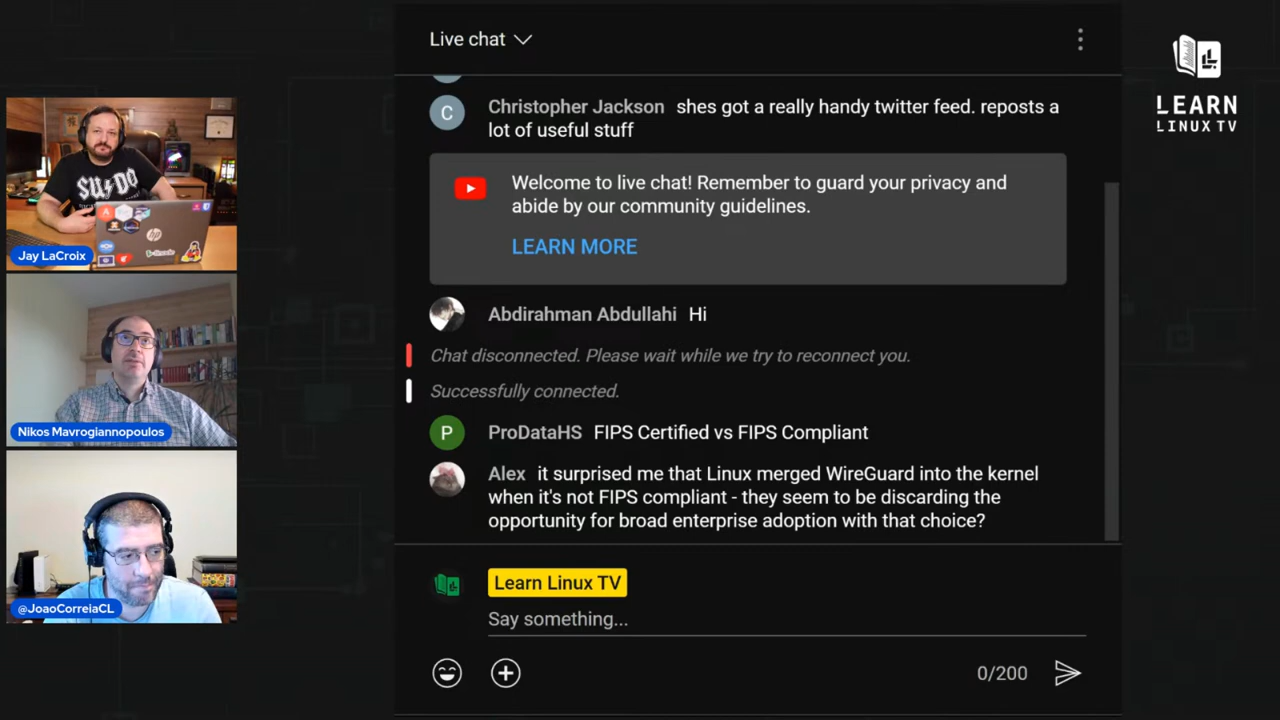 Live chat
Christopher Jackson shes got a really handy twitter feed. reposts a
lot of useful stuff
Welcome to live chat! Remember to guard your privacy and
abide by our community guidelines.
LEARN MORE
Abdirahman Abdullahi Hi
Chat disconnected. Please wait while we try to reconnect you.
Successfully connected.
P ProDataHS FIPS Certified vs FIPS Compliant
Alex it surprised me that Linux merged WireGuard into the kernel
when it's not FIPS compliant - they seem to be discarding the
opportunity for broad enterprise adoption with that choice?
Learn Linux TV
Say something...
0/200
C
LEARN
LINUX TV
SU DO
hp
Jay LaCroix
Nikos Mavrogiannopoulos
@JoaoCorreiaCL